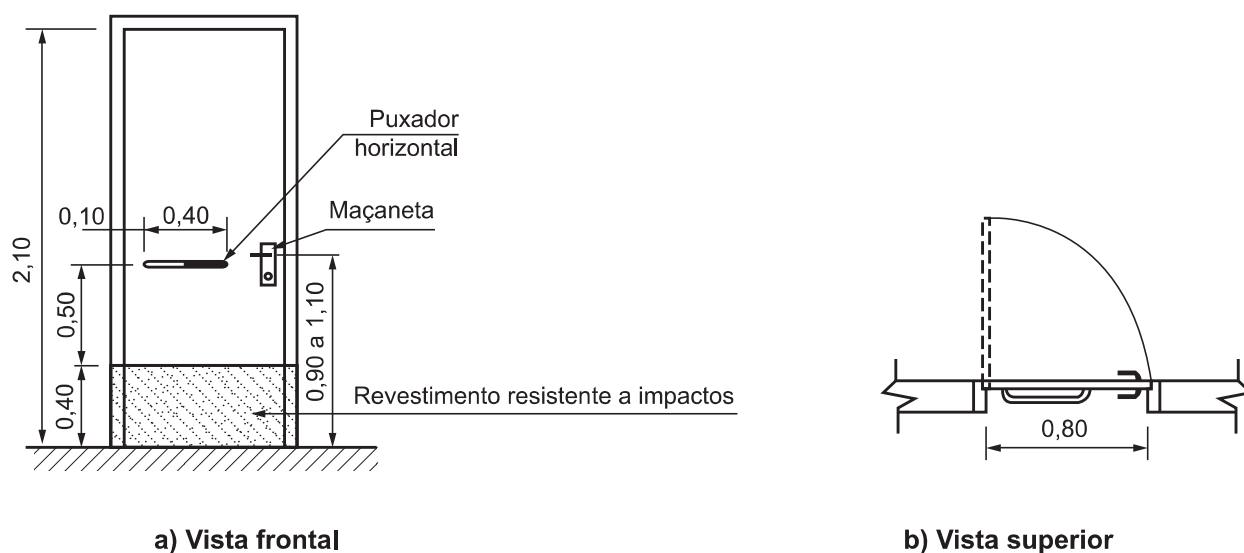 Puxador
horizontal
0,10
0,40
Maçaneta
2,10
0,50
0,90 a 1,10
0,40
Revestimento resistente a impactos
0,80
a) Vista frontal
b) Vista superior